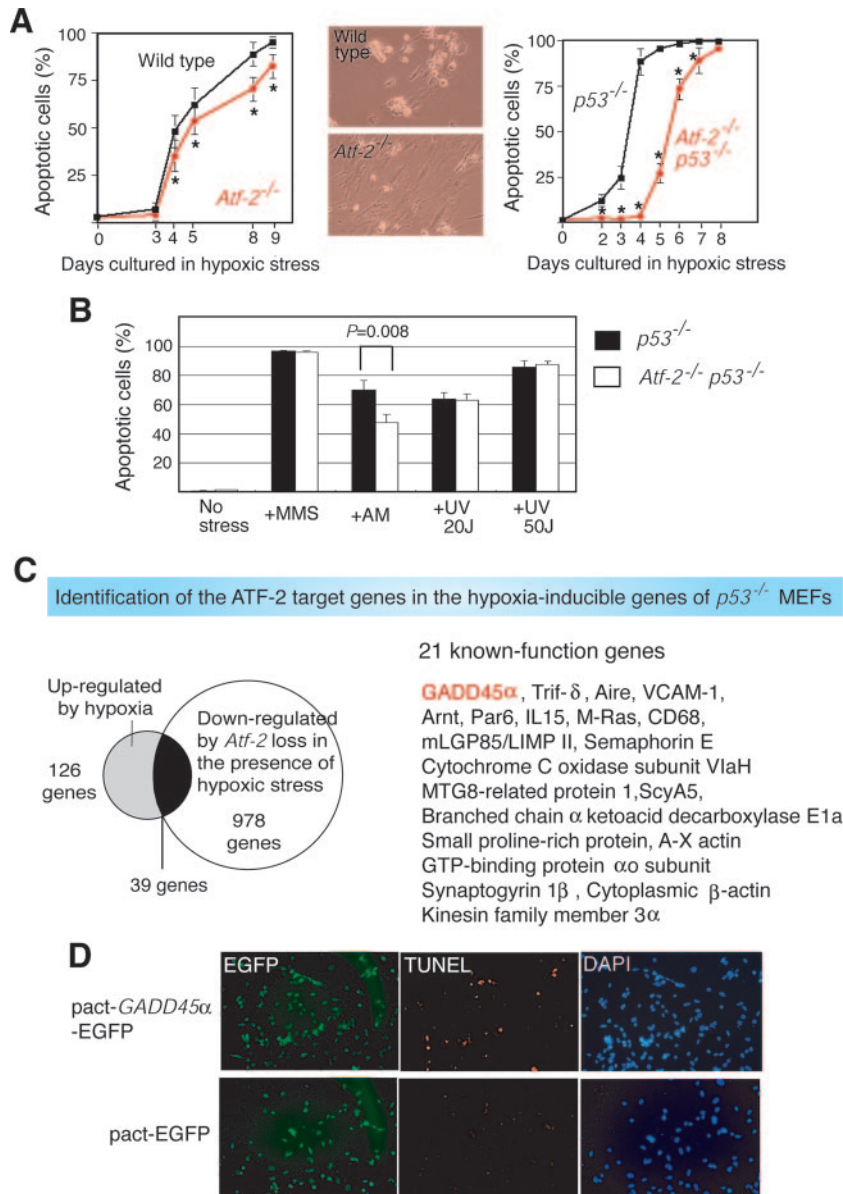 A
Apoptotic cells (%)
100
75
50
25
Wild type
Atf-2-/-
*
*
*
*
0 3 4 5 8 9
Days cultured in hypoxic stress
Wild
type
Atf-2-/-
Apoptotic cells (%)
100
75
50
25
p53-/-
Atf-2-/-
p53-/-
*
*
*
*
*
*
0 2 3 4 5 6 7 8
Days cultured in hypoxic stress
B
Apoptotic cells (%)
100
80
60
40
20
P=0.008
No
stress
+MMS
+AM
+UV
20J
+UV
50J
p53-/-
Atf-2-/- p53-/-
C
Identification of the ATF-2 target genes in the hypoxia-inducible genes of p53-/- MEFs
Up-regulated
by hypoxia
126
genes
39 genes
Down-regulated
by Atf-2 loss in
the presence of
hypoxic stress
978
genes
21 known-function genes
GADD45α, Trif-δ, Aire, VCAM-1,
Arnt, Par6, IL15, M-Ras, CD68,
mLGP85/LIMP II, Semaphorin E
Cytochrome C oxidase subunit VIaH
MTG8-related protein 1,ScyA5,
Branched chain α ketoacid decarboxylase E1a
Small proline-rich protein, A-X actin
GTP-binding protein αo subunit
Synaptogyrin 1β , Cytoplasmic β-actin
Kinesin family member 3α
D
EGFP
TUNEL
DAPI
pact-GADD45α
-EGFP
pact-EGFP